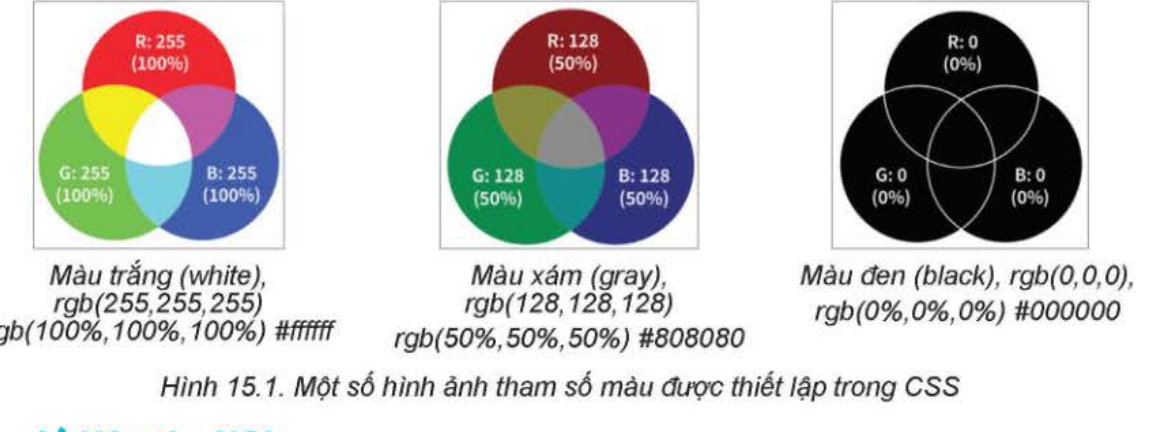 R: 255
(100%)
G: 255
(100%)
B: 255
(100%)
Màu trắng (white),
rgb(255,255,255)
gb(100%,100%,100%) #ffffff
R: 128
(50%)
G: 128
(50%)
B: 128
(50%)
Màu xám (gray),
rgb(128,128,128)
rgb(50%,50%,50%) #808080
R: 0
(0%)
G: 0
(0%)
B: 0
(0%)
Màu đen (black), rgb(0,0,0),
rgb(0%,0%,0%) #000000
Hình 15.1. Một số hình ảnh tham số màu được thiết lập trong CSS